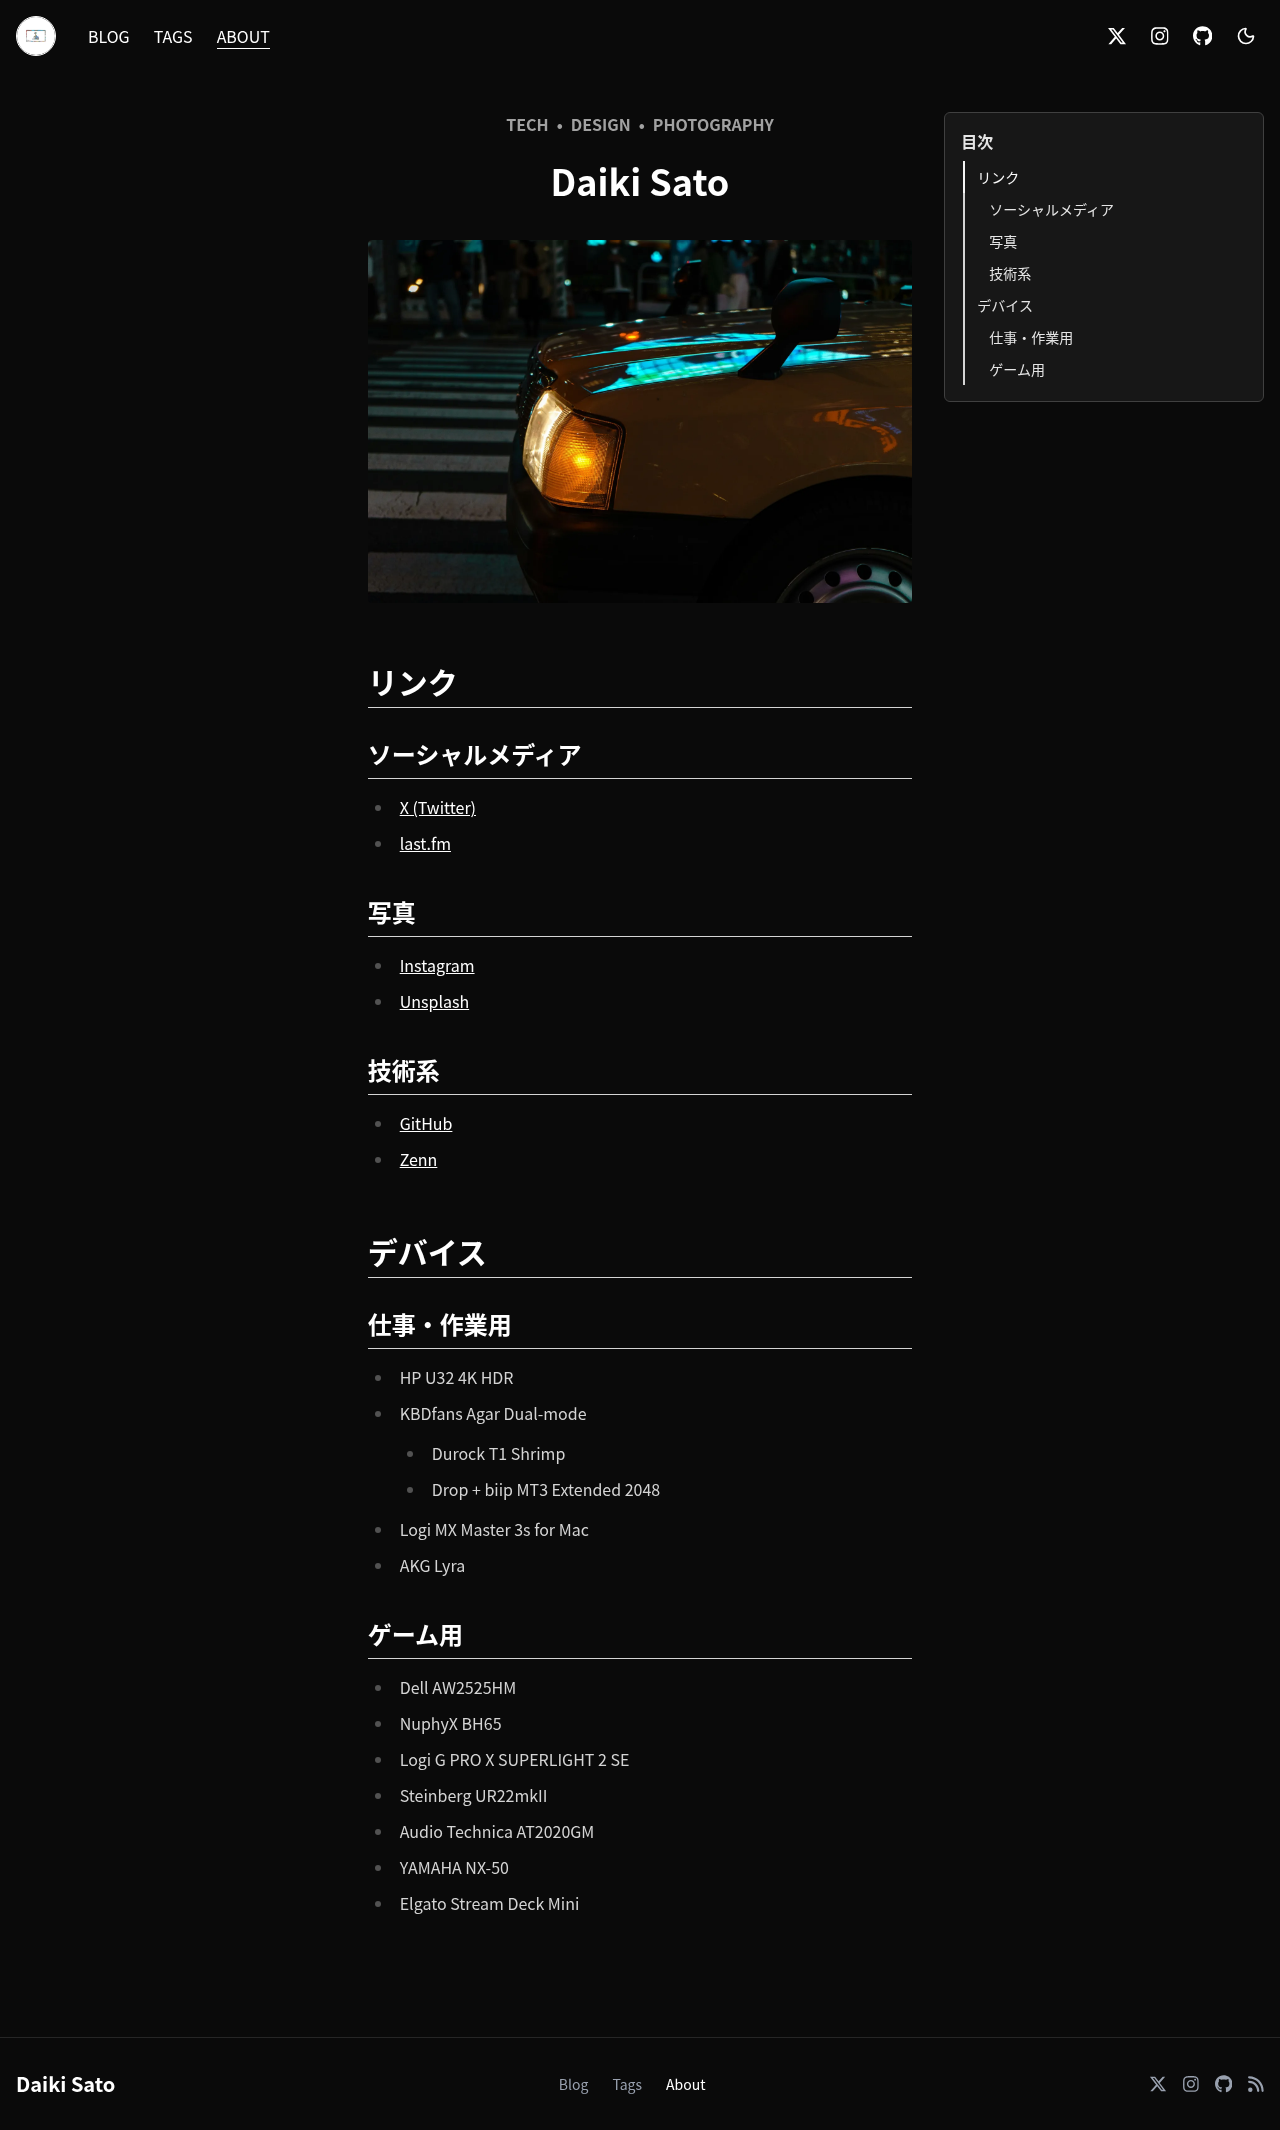 BLOG TAGS ABOUT
TECH • DESIGN • PHOTOGRAPHY
Daiki Sato
目次
リンク
ソーシャルメディア
写真
技術系
デバイス
仕事・作業用
ゲーム用
リンク
ソーシャルメディア
X (Twitter)
last.fm
写真
Instagram
Unsplash
技術系
GitHub
Zenn
デバイス
仕事・作業用
HP U32 4K HDR
KBDfans Agar Dual-mode
Durock T1 Shrimp
Drop + biip MT3 Extended 2048
Logi MX Master 3s for Mac
AKG Lyra
ゲーム用
Dell AW2525HM
NuphyX BH65
Logi G PRO X SUPERLIGHT 2 SE
Steinberg UR22mkII
Audio Technica AT2020GM
YAMAHA NX-50
Elgato Stream Deck Mini
Daiki Sato
Blog Tags About